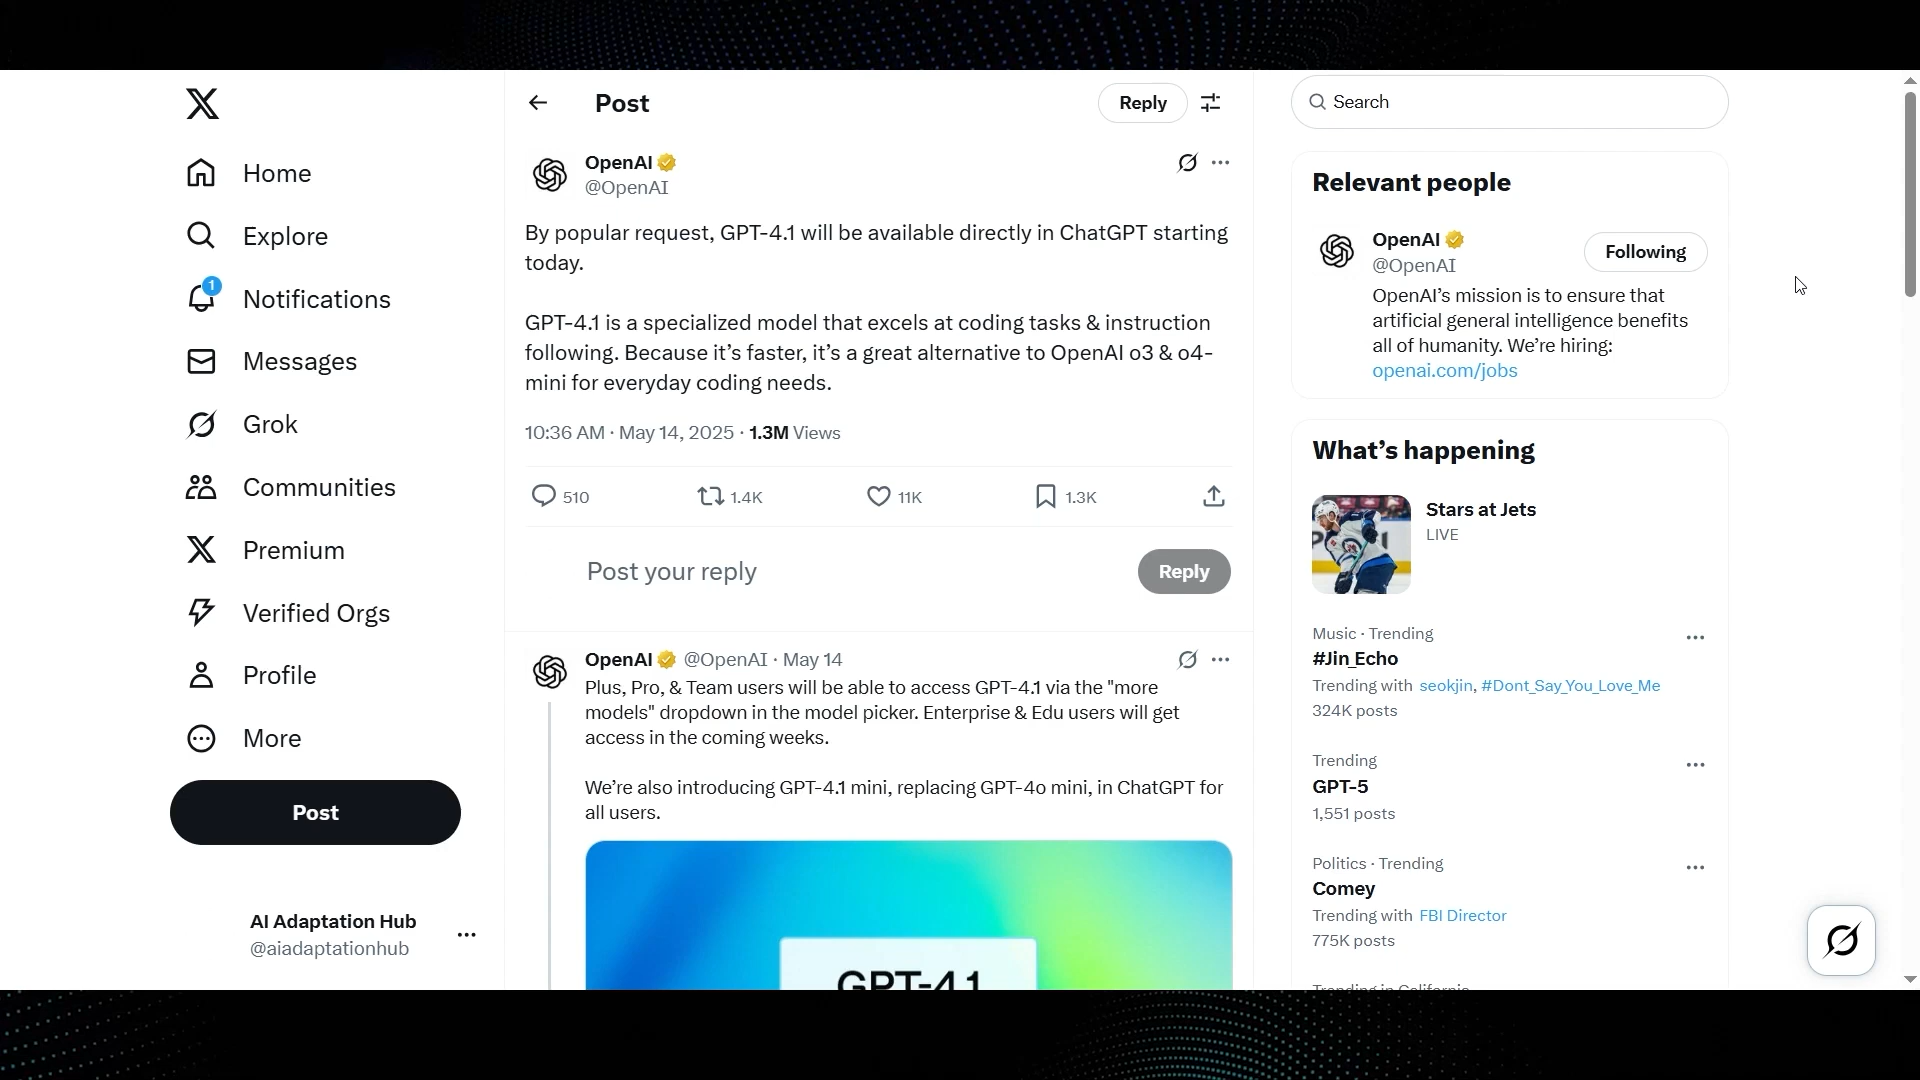 Home
Explore
1
Notifications
Messages
Grok
Communities
Premium
Verified Orgs
Profile
More
Post
AI Adaptation Hub
@aiadaptationhub
Post
Reply
OpenAI
@OpenAI
By popular request, GPT-4.1 will be available directly in ChatGPT starting
today.
GPT-4.1 is a specialized model that excels at coding tasks & instruction
following. Because it’s faster, it’s a great alternative to OpenAI o3 & o4-
mini for everyday coding needs.
10:36 AM · May 14, 2025 · 1.3M Views
510 1.4K 11K 1.3K
Post your reply
Reply
OpenAI @OpenAI · May 14
Plus, Pro, & Team users will be able to access GPT-4.1 via the "more
models" dropdown in the model picker. Enterprise & Edu users will get
access in the coming weeks.
We’re also introducing GPT-4.1 mini, replacing GPT-4o mini, in ChatGPT for
all users.
GPT-4.1
Search
Relevant people
OpenAI
@OpenAI
Following
OpenAI’s mission is to ensure that
artificial general intelligence benefits
all of humanity. We’re hiring:
openai.com/jobs
What’s happening
Stars at Jets
LIVE
Music · Trending
#Jin_Echo
Trending with seokjin, #Dont_Say_You_Love_Me
324K posts
Trending
GPT-5
1,551 posts
Politics · Trending
Comey
Trending with FBI Director
775K posts
Trending in California